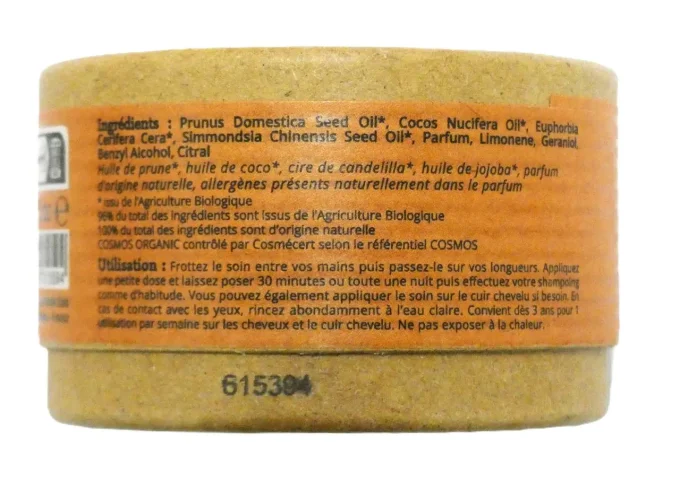 Ingrédients : Prunus Domestica Seed Oil*, Cocos Nucifera Oil*, Euphorbia
Cerifera Cera*, Simmondsia Chinensis Seed Oil*, Parfum, Limonene, Geraniol,
Benzyl Alcohol, Citral
Huile de prune*, huile de coco*, cire de candelilla*, huile de jojoba*, parfum
d'origine naturelle, allergènes présents naturellement dans le parfum
* issu de l'Agriculture Biologique
96% du total des ingrédients sont issus de l'Agriculture Biologique
100% du total des ingrédients sont d'origine naturelle
COSMOS ORGANIC contrôlé par Cosmécert selon le référentiel COSMOS
Utilisation : Frottez le soin entre vos mains puis passez-le sur vos longueurs. Appliquez
une petite dose et laissez poser 30 minutes ou toute une nuit puis effectuez votre shampoing
comme d'habitude. Vous pouvez également appliquer le soin sur le cuir chevelu si besoin. En
cas de contact avec les yeux, rincez abondamment à l'eau claire. Convient dès 3 ans pour 1
utilisation par semaine sur les cheveux et le cuir chevelu. Ne pas exposer à la chaleur.
℮
615394